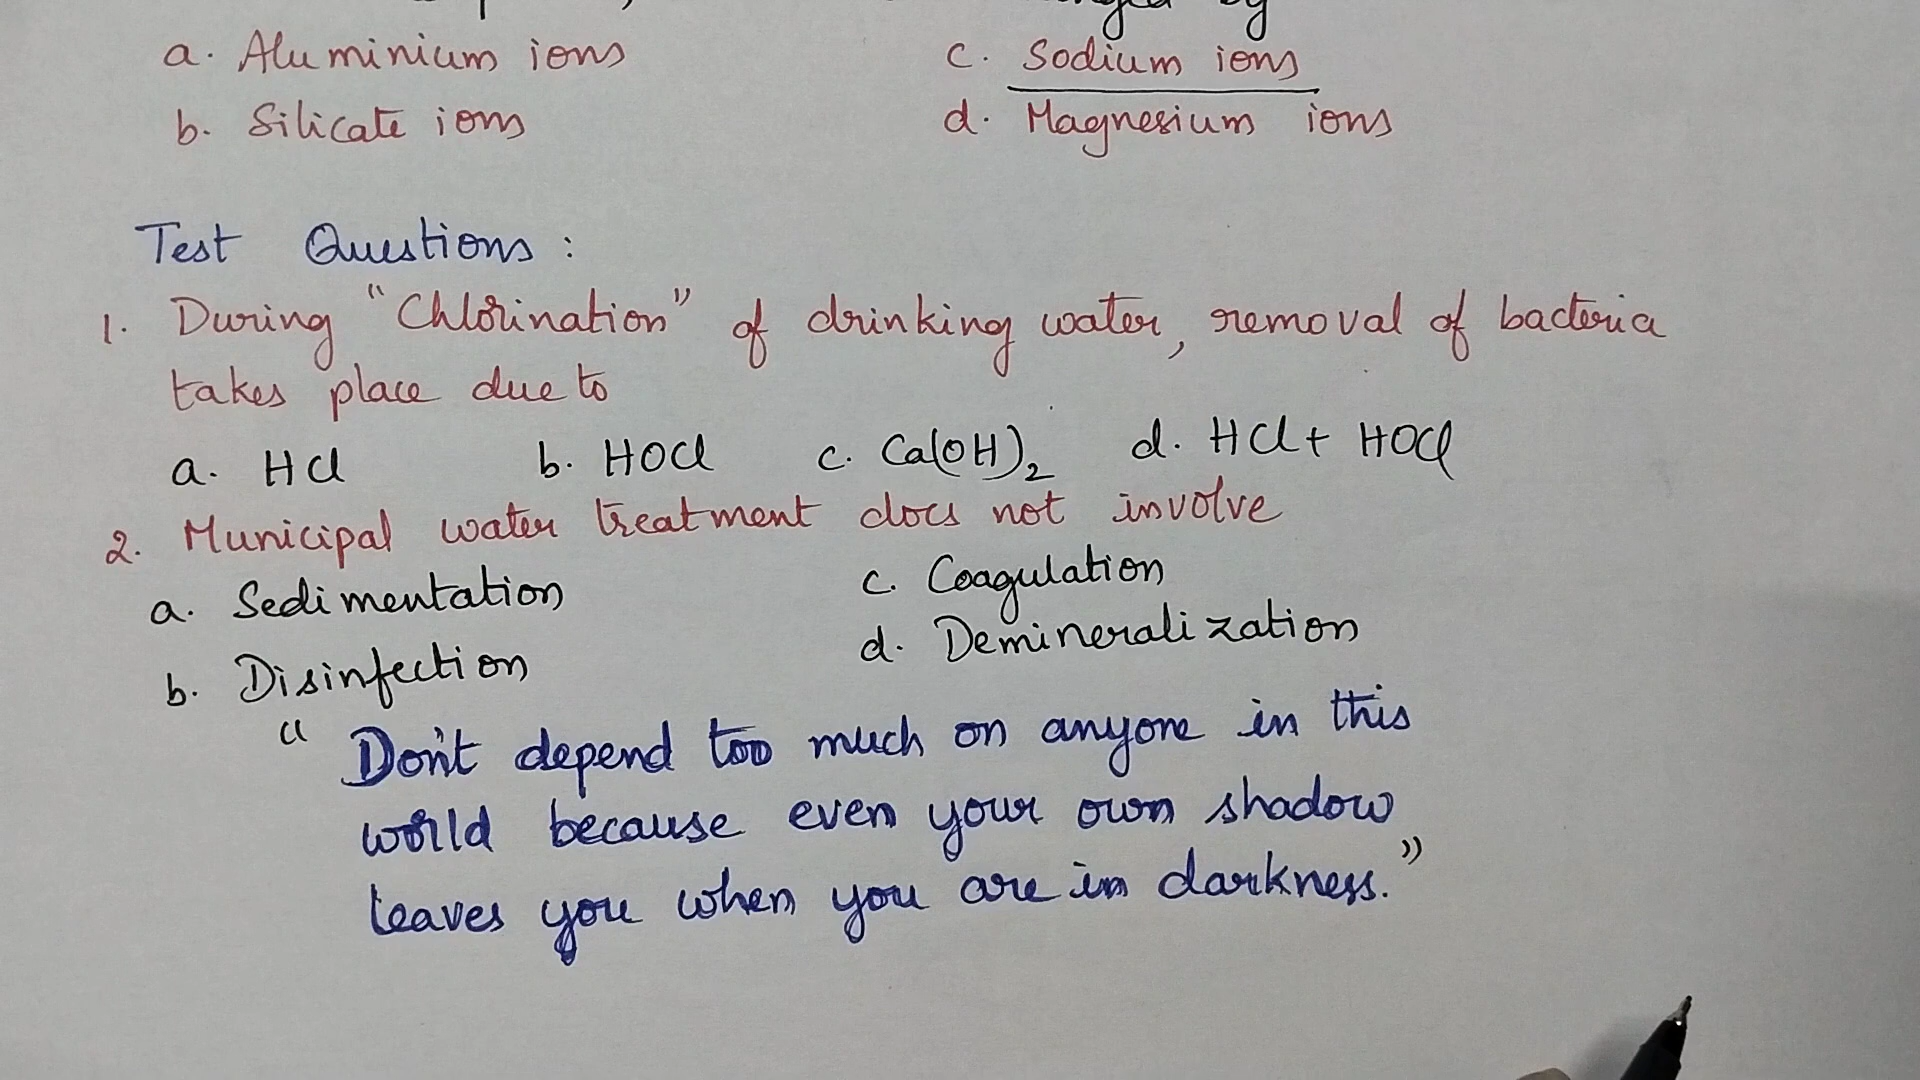 by
a. Aluminium ions c. Sodium ions
b. Silicate ions d. Magnesium ions
Test Questions :
1. During "Chlorination" of drinking water, removal of bacteria
takes place due to
a. HCl b. HOCl c. Ca(OH)₂ d. HCl + HOCl
2. Municipal water treatment does not involve
a. Sedimentation c. Coagulation
b. Disinfection d. Demineralization
"Don't depend too much on anyone in this
world because even your own shadow
leaves you when you are in darkness."